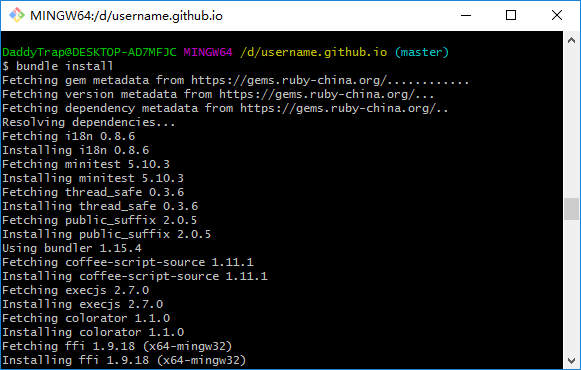 MINGW64:/d/username.github.io
DaddyTrap@DESKTOP-AD7MFJC MINGW64 /d/username.github.io (master)
$ bundle install
Fetching gem metadata from https://gems.ruby-china.org/............
Fetching version metadata from https://gems.ruby-china.org/...
Fetching dependency metadata from https://gems.ruby-china.org/..
Resolving dependencies...
Fetching i18n 0.8.6
Installing i18n 0.8.6
Fetching minitest 5.10.3
Installing minitest 5.10.3
Fetching thread_safe 0.3.6
Installing thread_safe 0.3.6
Fetching public_suffix 2.0.5
Installing public_suffix 2.0.5
Using bundler 1.15.4
Fetching coffee-script-source 1.11.1
Installing coffee-script-source 1.11.1
Fetching execjs 2.7.0
Installing execjs 2.7.0
Fetching colorator 1.1.0
Installing colorator 1.1.0
Fetching ffi 1.9.18 (x64-mingw32)
Installing ffi 1.9.18 (x64-mingw32)